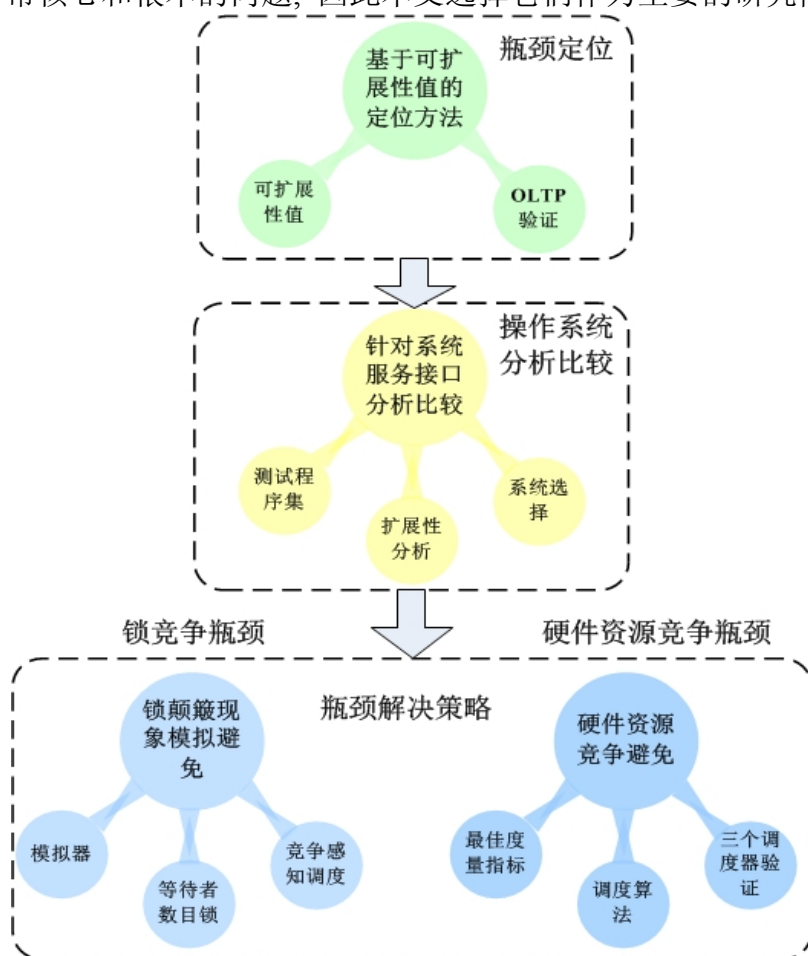 瓶颈定位
基于可扩
展性值的
定位方法
可扩展
性值
OLTP
验证
操作系统
分析比较
针对系统
服务接口
分析比较
测试程
序集
扩展性
分析
系统选
择
锁竞争瓶颈
硬件资源竞争瓶颈
瓶颈解决策略
锁颠簸现
象模拟避
免
模拟器
等待者
数目锁
竞争感
知调度
硬件资源
竞争避免
最佳度
量指标
调度算
法
三个调
度器验
证